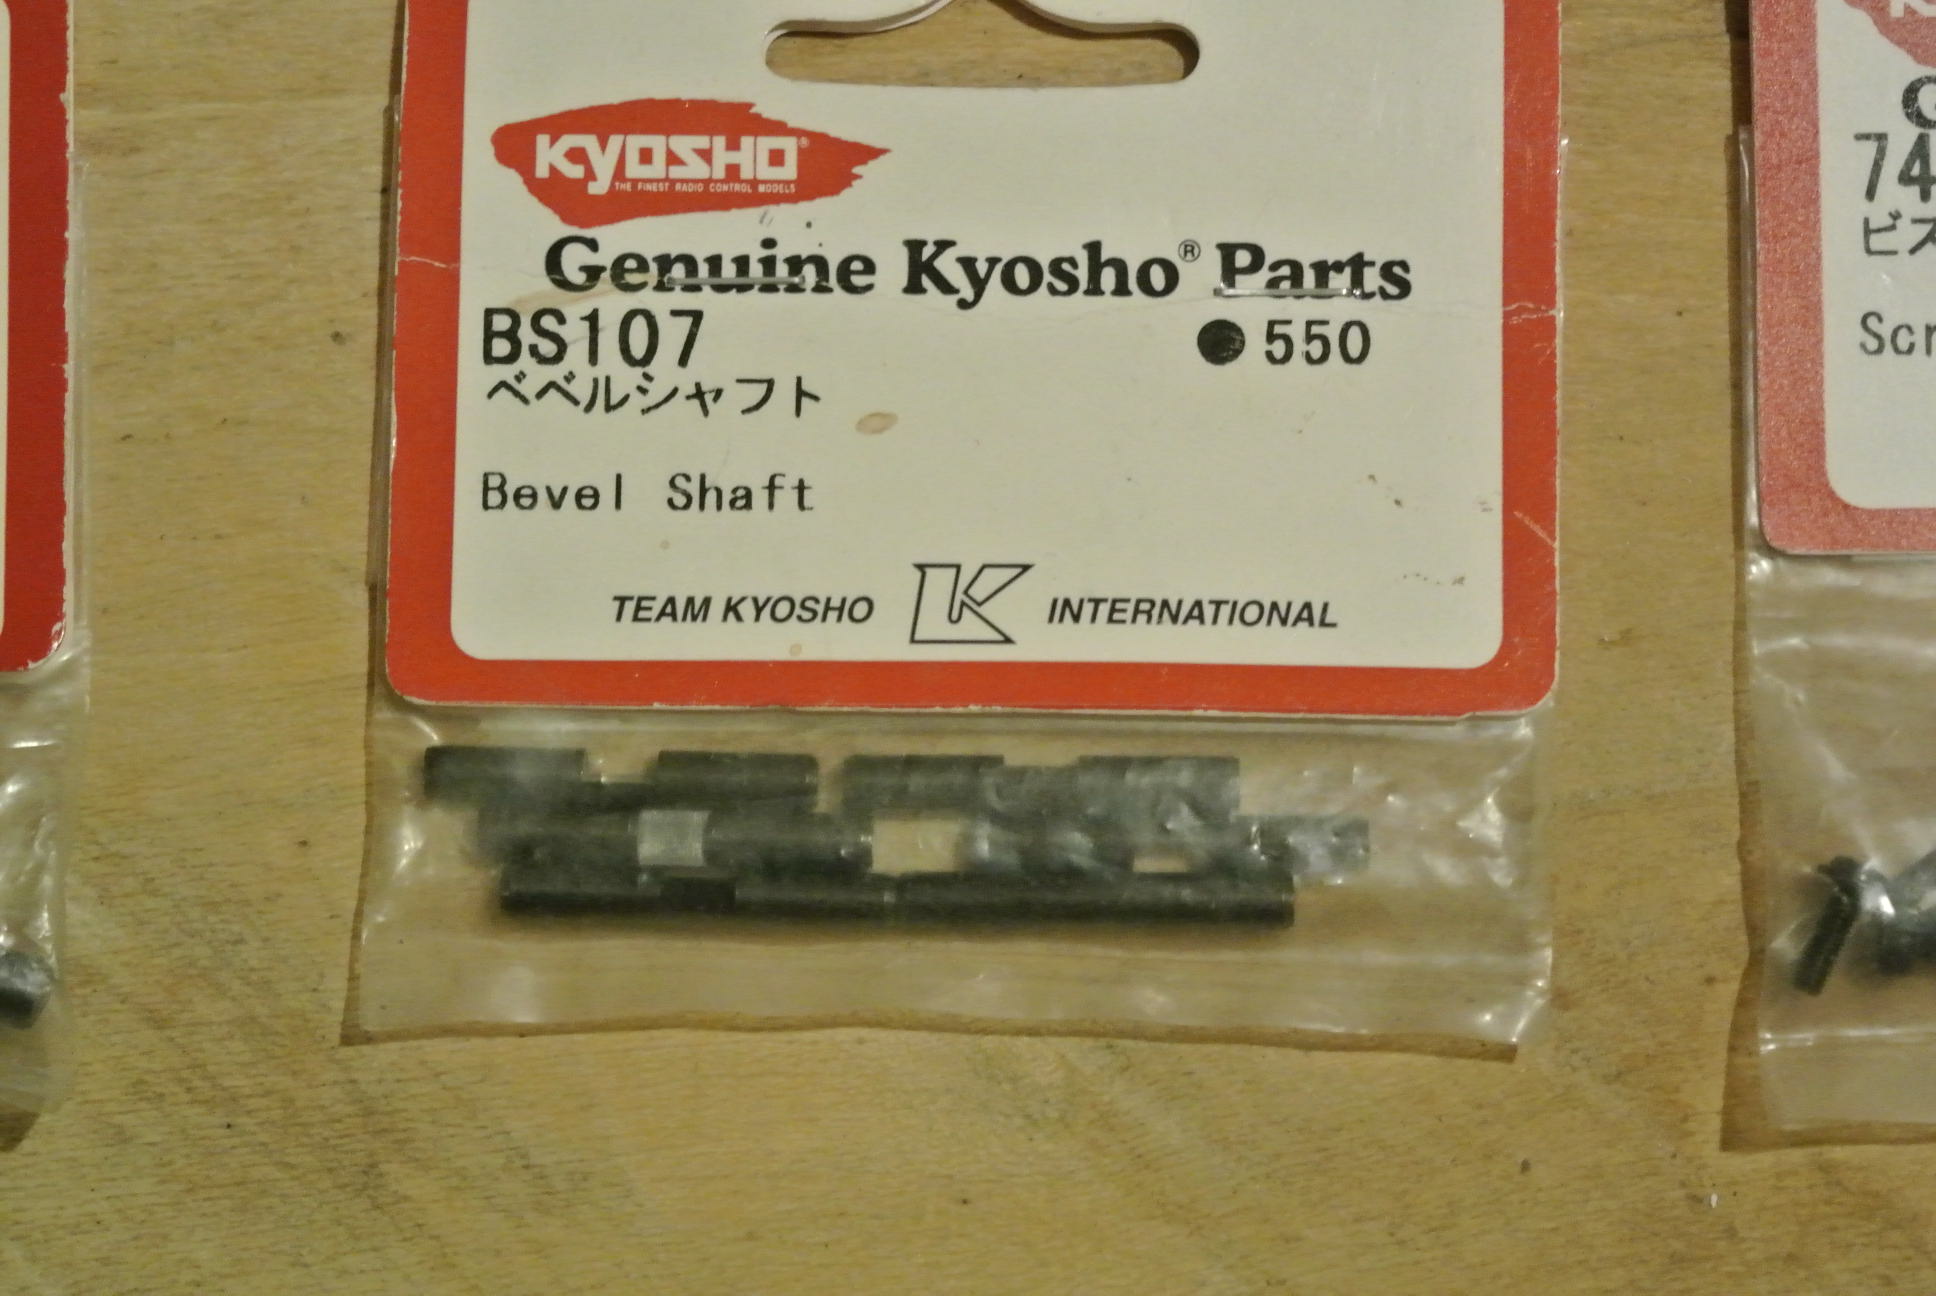 KYOSHO®
THE FINEST RADIO CONTROL MODELS
Genuine Kyosho® Parts
BS107 ●550
ベベルシャフト
Bevel Shaft
TEAM KYOSHO K INTERNATIONAL
74
ビス
Scr